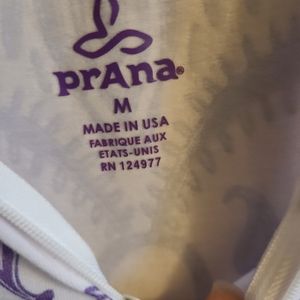 prAna®
M
MADE IN USA
FABRIQUE AUX
ETATS-UNIS
RN 124977